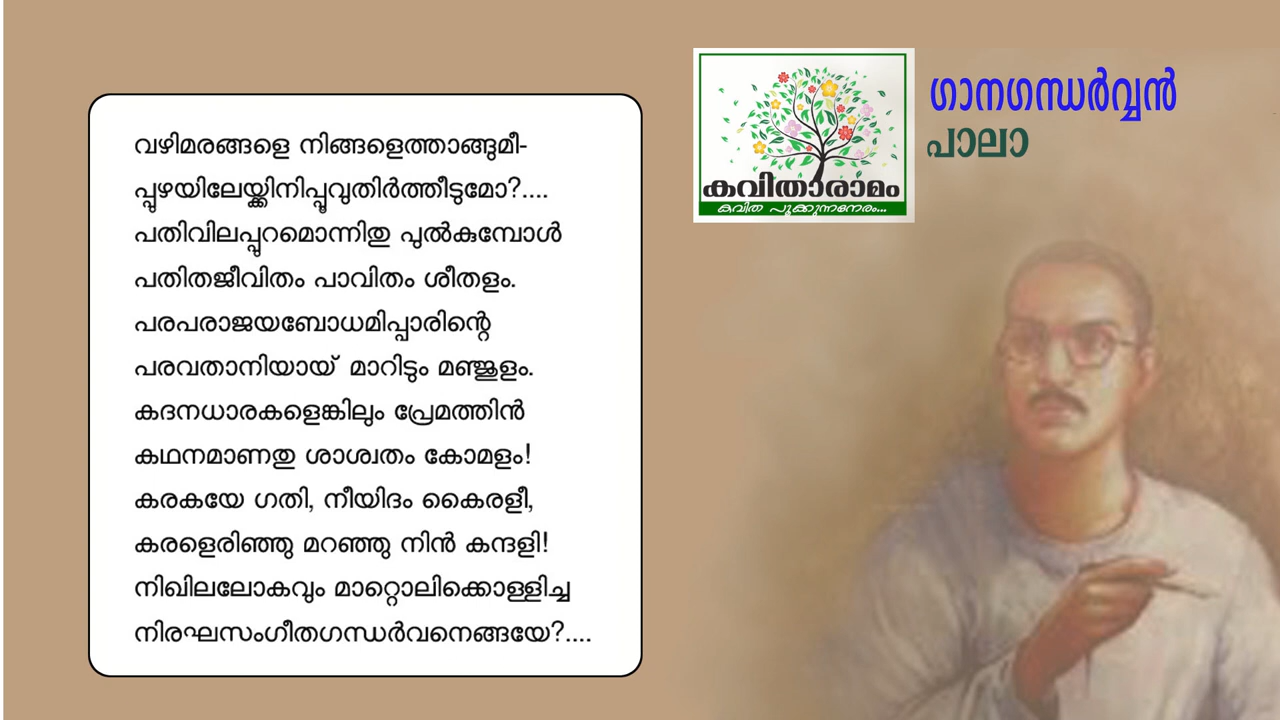 വഴിമരങ്ങളെ നിങ്ങളെത്താങ്ങുമീ-
പ്പുഴയിലേയ്ക്കിനിപ്പൂവുതിർത്തീടുമോ?....
പതിവിലപ്പുറമൊന്നിതു പുൽകുമ്പോൾ
പതിതജീവിതം പാവിതം ശീതളം.
പരപരാജയബോധമിപ്പാരിന്റെ
പരവതാനിയായ് മാറിടും മഞ്ജുളം.
കദനധാരകളെങ്കിലും പ്രേമത്തിൻ
കഥനമാണതു ശാശ്വതം കോമളം!
കരകയേ ഗതി, നീയിദം കൈരളീ,
കരളെരിഞ്ഞു മറഞ്ഞു നിൻ കന്ദളി!
നിഖിലലോകവും മാറ്റൊലിക്കൊള്ളിച്ച
നിരഘസംഗീതഗന്ധർവനെങ്ങയേ?....
കവിതാരാമം
കവിത പൂക്കുന്നനേരം...
ഗാനഗന്ധർവ്വൻ
പാലാ